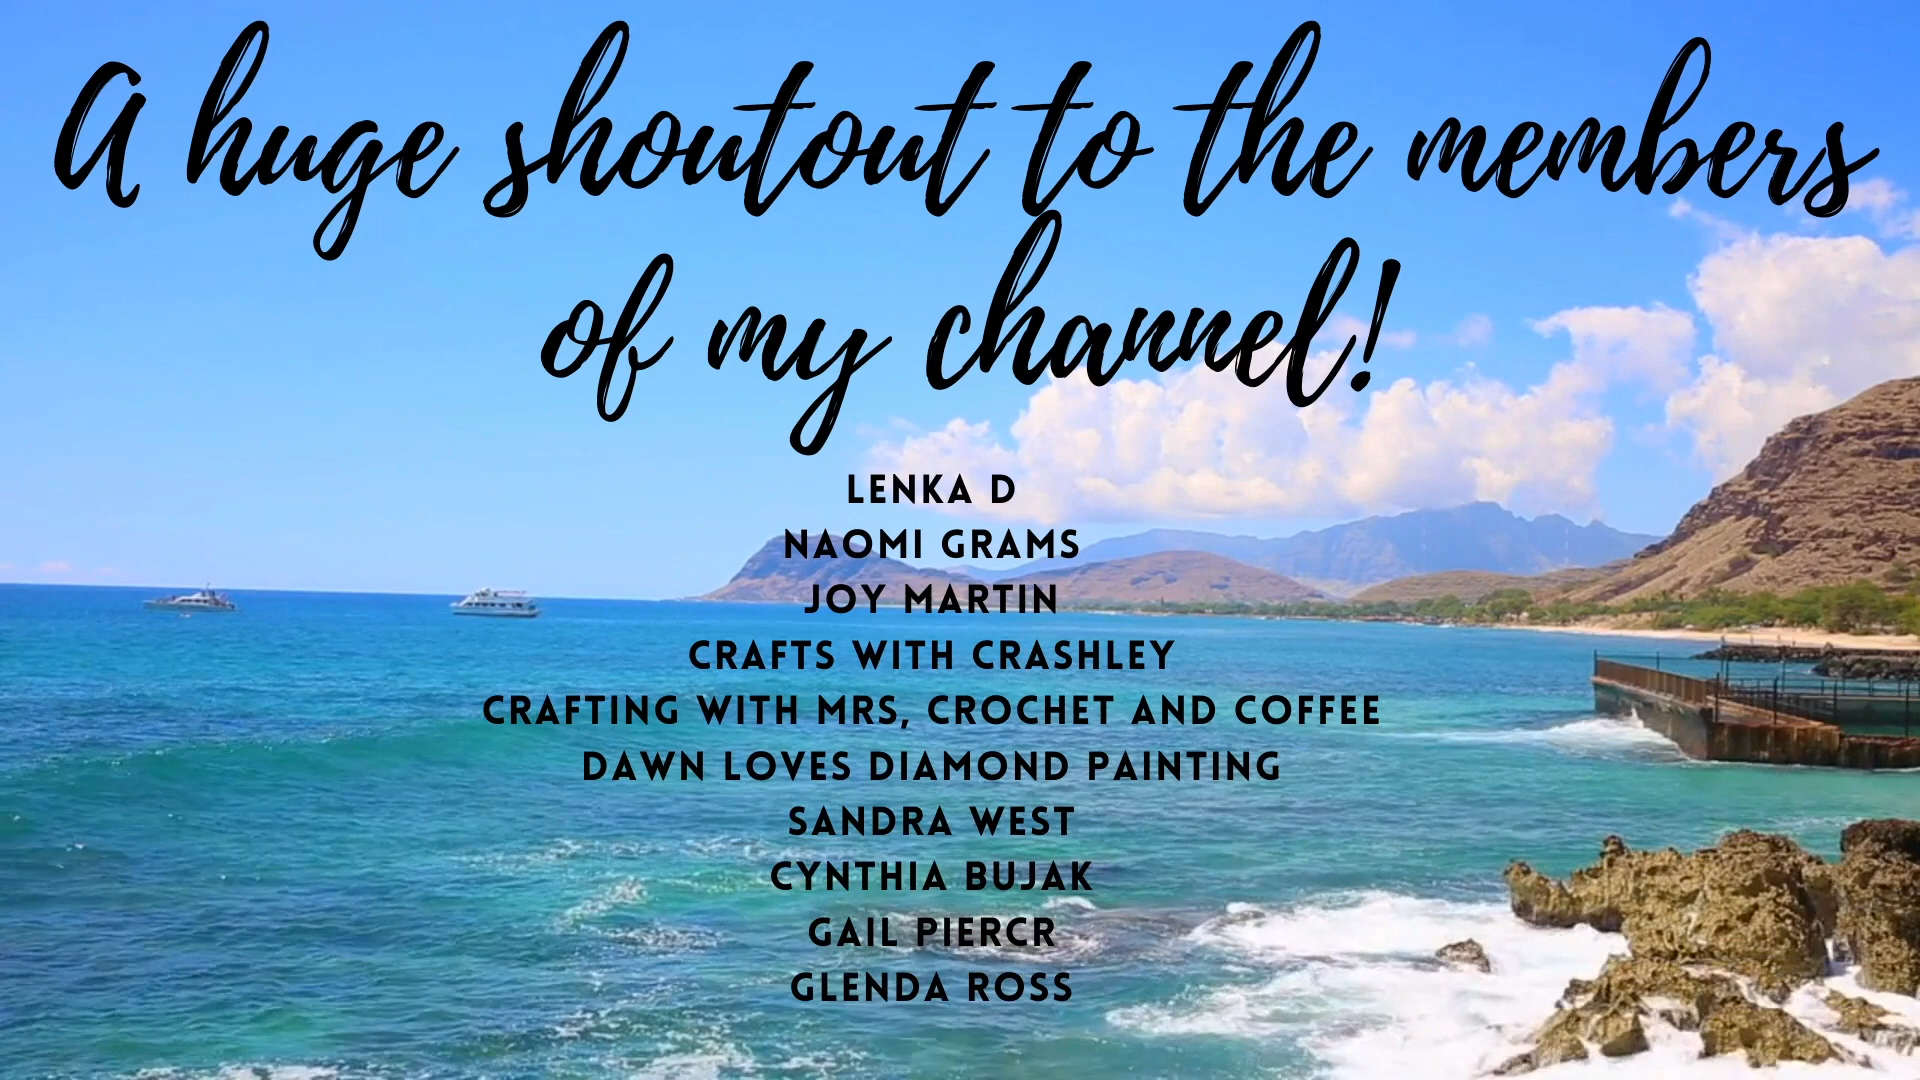 A huge shoutout to the members
of my channel!
LENKA D
NAOMI GRAMS
JOY MARTIN
CRAFTS WITH CRASHLEY
CRAFTING WITH MRS, CROCHET AND COFFEE
DAWN LOVES DIAMOND PAINTING
SANDRA WEST
CYNTHIA BUJAK
GAIL PIERCR
GLENDA ROSS